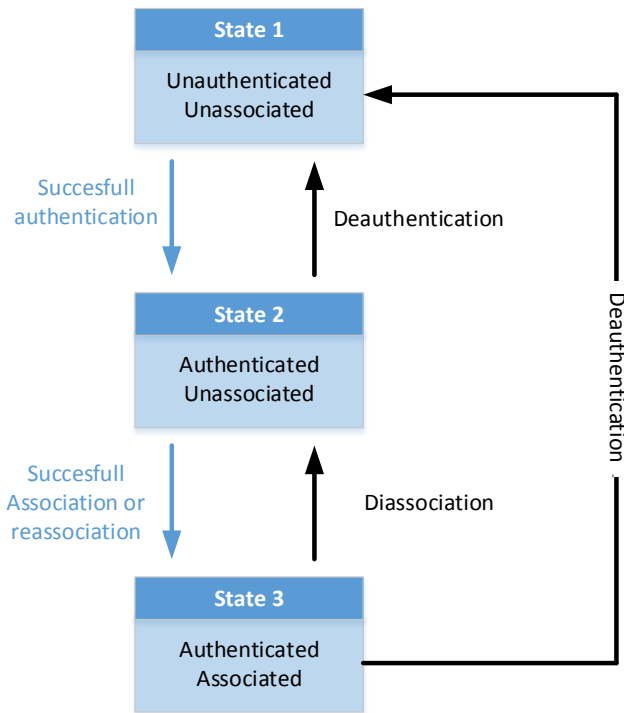 State 1
Unauthenticated
Unassociated
Succesfull
authentication
Deauthentication
State 2
Authenticated
Unassociated
Succesfull
Association or
reassociation
Diassociation
State 3
Authenticated
Associated
Deauthentication